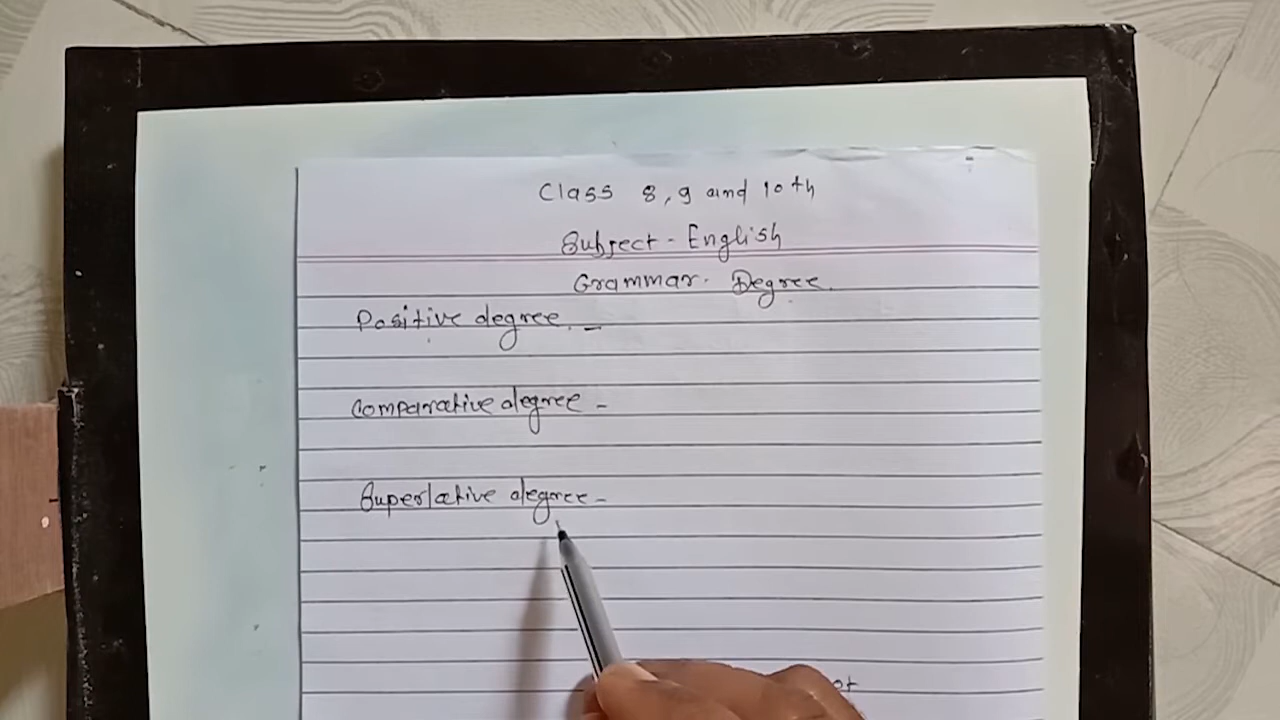 Class 8, 9 and 10th
Subject - English
Grammar. Degree.
Positive degree. -
Comparative degree -
Superlative degree -